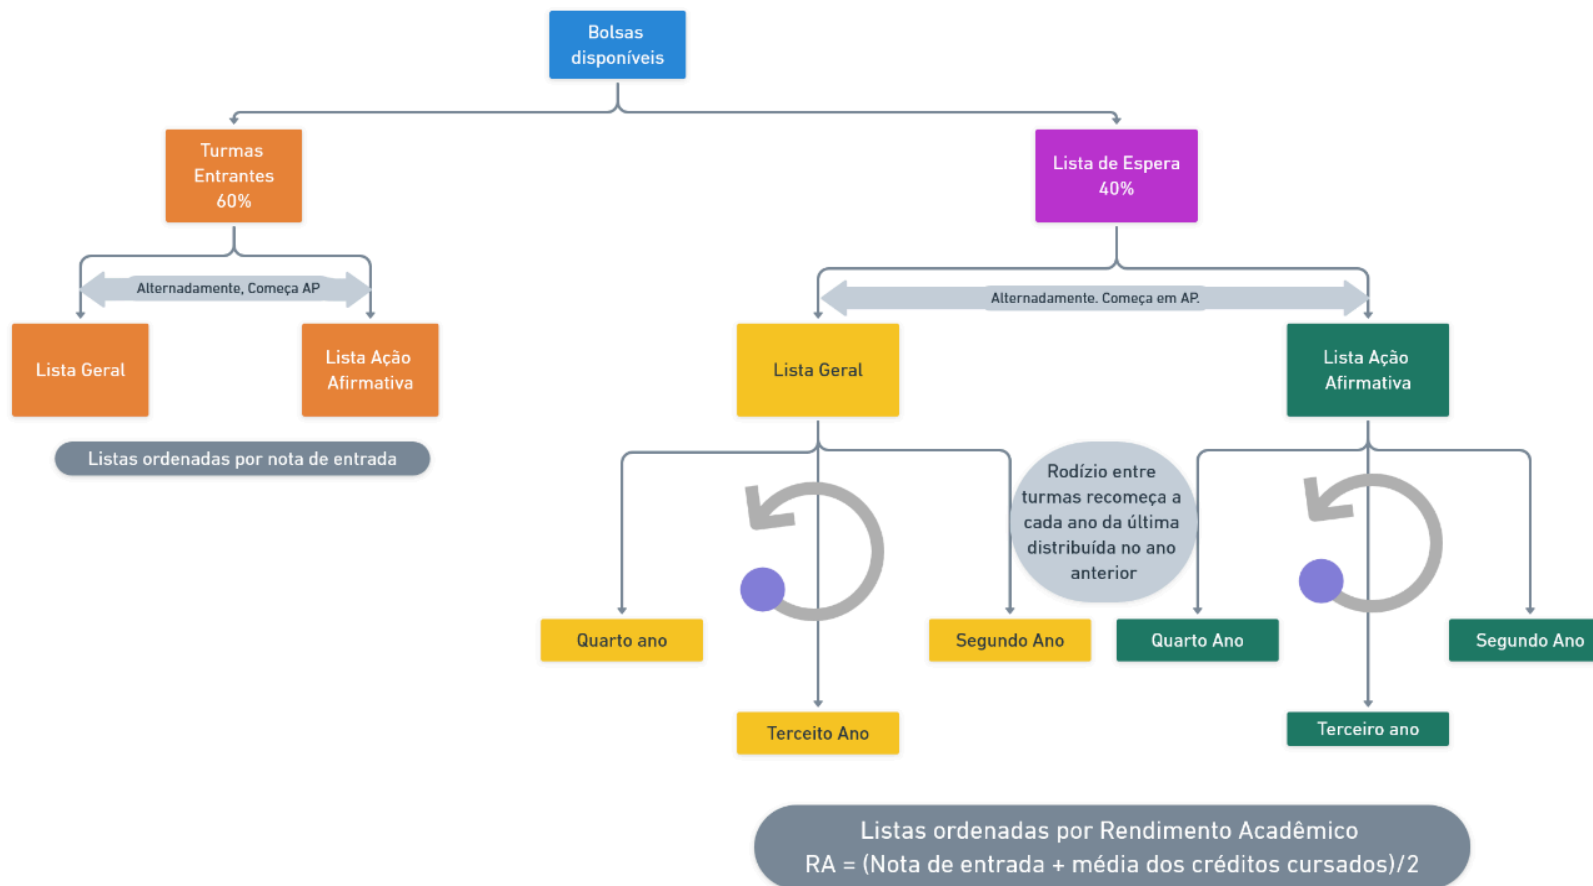 Bolsas
disponíveis
Turmas
Entrantes
60%
Lista de Espera
40%
Alternadamente, Começa AP
Alternadamente. Começa em AP.
Lista Geral
Lista Ação
Afirmativa
Lista Geral
Lista Ação
Afirmativa
Listas ordenadas por nota de entrada
Rodízio entre
turmas recomeça a
cada ano da última
distribuída no ano
anterior
Quarto ano
Segundo Ano
Quarto Ano
Segundo Ano
Terceito Ano
Terceiro ano
Listas ordenadas por Rendimento Acadêmico
RA = (Nota de entrada + média dos créditos cursados)/2